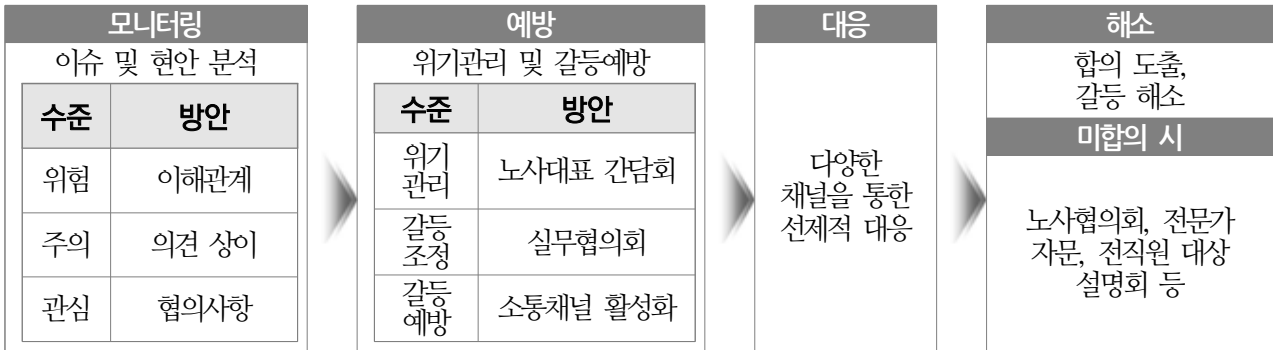 모니터링
이슈 및 현안 분석
수준 방안
위험 이해관계
주의 의견 상이
관심 협의사항
예방
위기관리 및 갈등예방
수준 방안
위기
관리
노사대표 간담회
갈등
조정
실무협의회
갈등
예방
소통채널 활성화
대응
다양한
채널을 통한
선제적 대응
해소
합의 도출,
갈등 해소
미합의 시
노사협의회, 전문가
자문, 전직원 대상
설명회 등